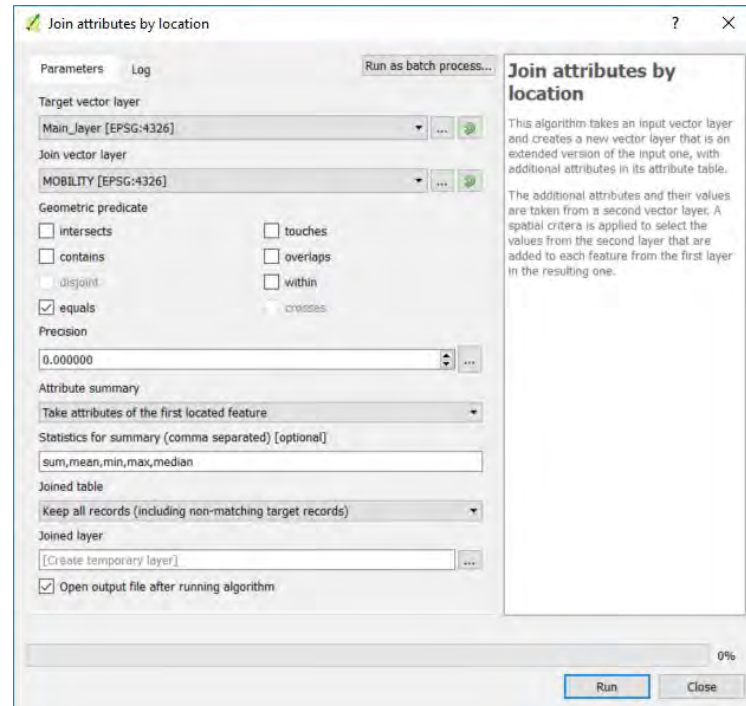 Join attributes by location
?
Parameters
Log
Run as batch process...
Target vector layer
Main_layer [EPSG:4326]
...
Join vector layer
MOBILITY [EPSG:4326]
...
Geometric predicate
intersects
touches
contains
overlaps
disjoint
within
equals
crosses
Precision
0.000000
...
Attribute summary
Take attributes of the first located feature
Statistics for summary (comma separated) [optional]
sum,mean,min,max,median
Joined table
Keep all records (including non-matching target records)
Joined layer
[Create temporary layer]
...
Open output file after running algorithm
Join attributes by
location
This algorithm takes an input vector layer
and creates a new vector layer that is an
extended version of the input one, with
additional attributes in its attribute table.
The additional attributes and their values
are taken from a second vector layer. A
spatial critera is applied to select the
values from the second layer that are
added to each feature from the first layer
in the resulting one.
0%
Run
Close